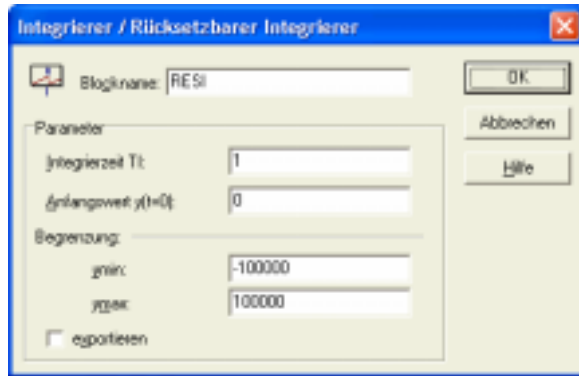 Integrierer / Rücksetzbarer Integrierer
Blockname: RESI
OK
Abbrechen
Hilfe
Parameter
Integrierzeit TI: 1
Anfangswert y(t=0): 0
Begrenzung:
ymin: -100000
ymax: 100000
exportieren